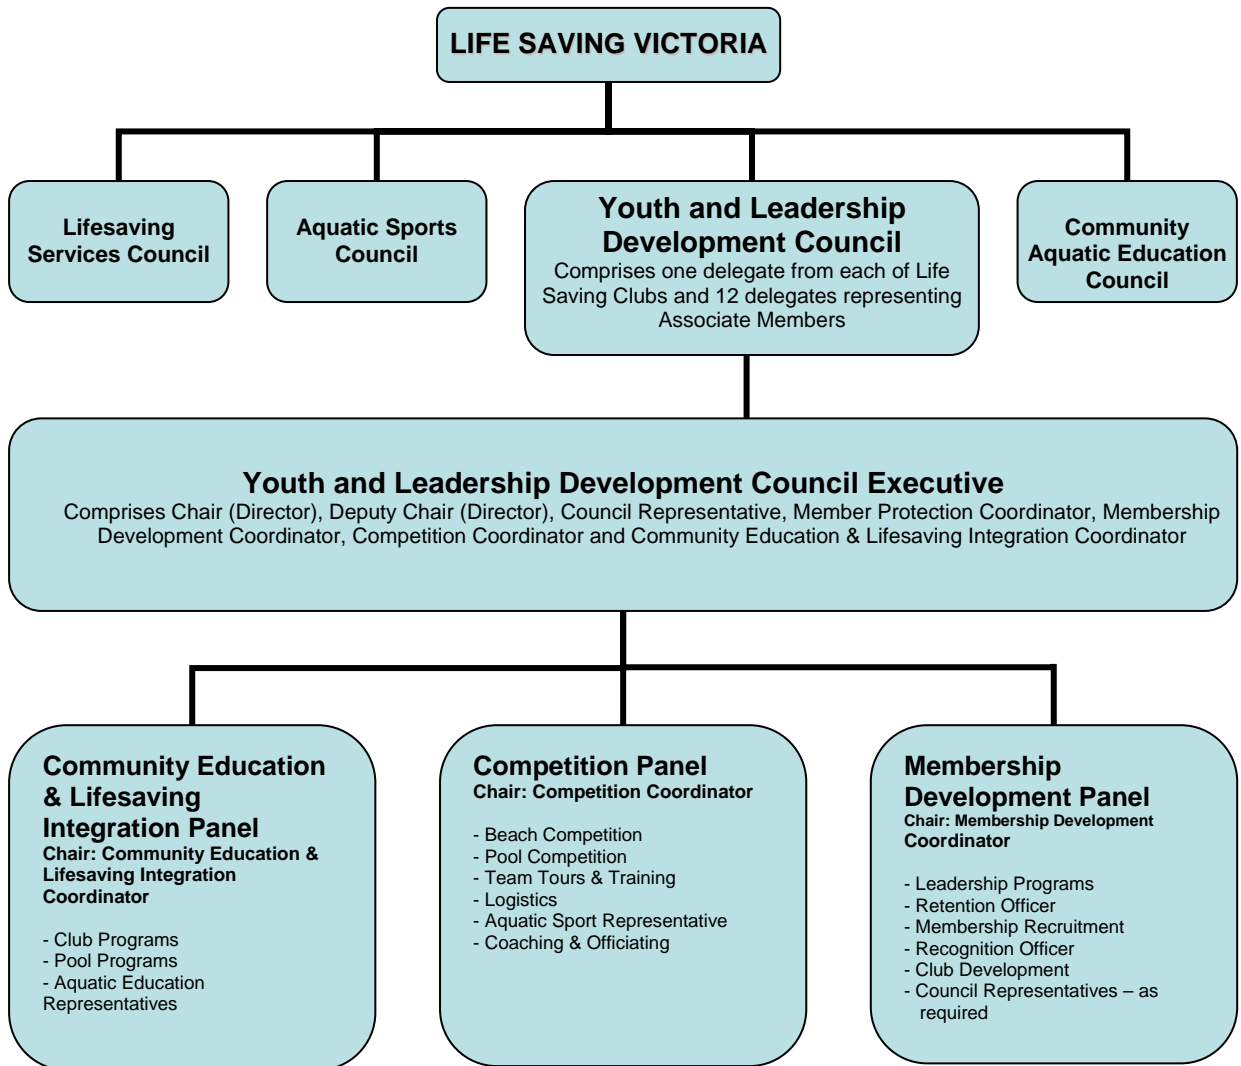 LIFE SAVING VICTORIA
Lifesaving
Services Council
Aquatic Sports
Council
Youth and Leadership
Development Council
Comprises one delegate from each of Life
Saving Clubs and 12 delegates representing
Associate Members
Community
Aquatic Education
Council
Youth and Leadership Development Council Executive
Comprises Chair (Director), Deputy Chair (Director), Council Representative, Member Protection Coordinator, Membership
Development Coordinator, Competition Coordinator and Community Education & Lifesaving Integration Coordinator
Community Education
& Lifesaving
Integration Panel
Chair: Community Education &
Lifesaving Integration
Coordinator
- Club Programs
- Pool Programs
- Aquatic Education
Representatives
Competition Panel
Chair: Competition Coordinator
- Beach Competition
- Pool Competition
- Team Tours & Training
- Logistics
- Aquatic Sport Representative
- Coaching & Officiating
Membership
Development Panel
Chair: Membership Development
Coordinator
- Leadership Programs
- Retention Officer
- Membership Recruitment
- Recognition Officer
- Club Development
- Council Representatives – as
required